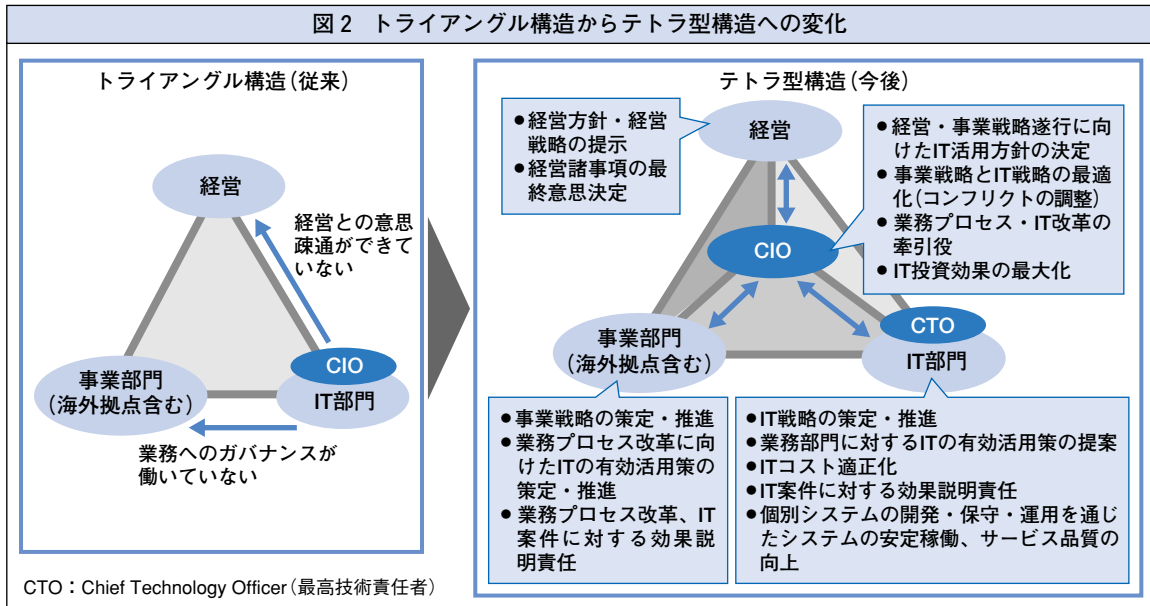 図2 トライアングル構造からテトラ型構造への変化
トライアングル構造(従来)
経営
経営との意思
疎通ができて
いない
CIO
IT部門
事業部門
(海外拠点含む)
業務へのガバナンスが
働いていない
テトラ型構造(今後)
●経営方針・経営
戦略の提示
●経営諸事項の最
終意思決定
経営
●経営・事業戦略遂行に向
けたIT活用方針の決定
●事業戦略とIT戦略の最適
化(コンフリクトの調整)
●業務プロセス・IT改革の
牽引役
●IT投資効果の最大化
CIO
事業部門
(海外拠点含む)
CTO
IT部門
●事業戦略の策定・推進
●業務プロセス改革に向
けたITの有効活用策の
策定・推進
●業務プロセス改革、IT
案件に対する効果説
明責任
●IT戦略の策定・推進
●業務部門に対するITの有効活用策の提案
●ITコスト適正化
●IT案件に対する効果説明責任
●個別システムの開発・保守・運用を通じ
たシステムの安定稼働、サービス品質の
向上
CTO:Chief Technology Officer(最高技術責任者)